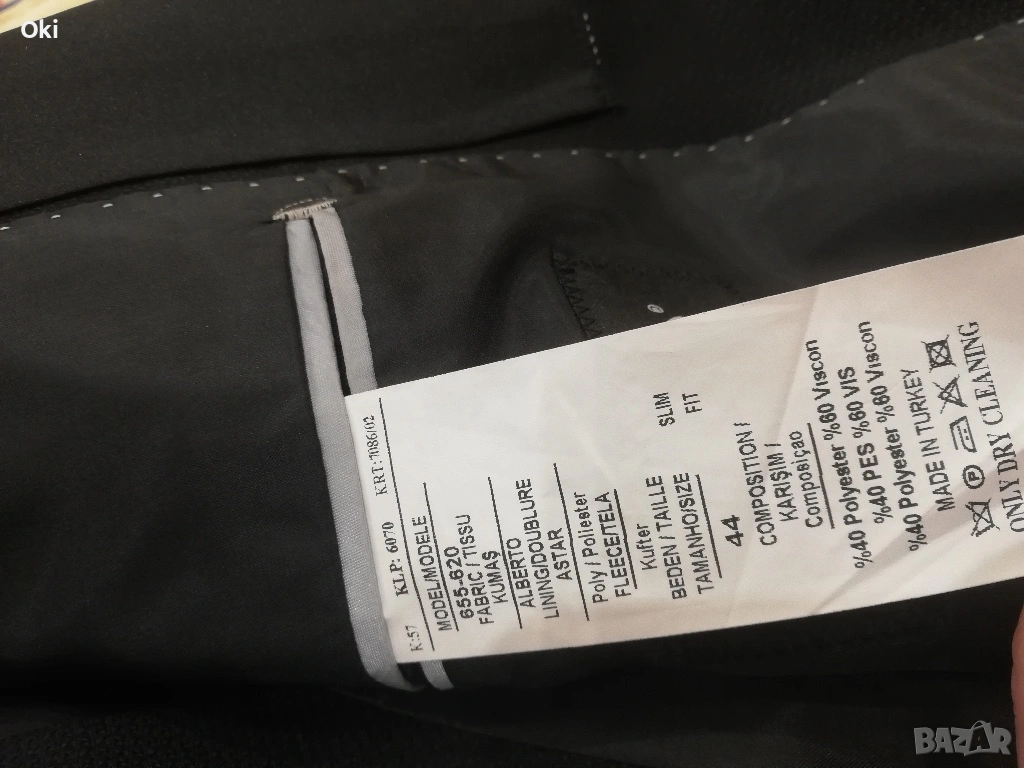 Oki
K:57 KLP: 6070 KRT: 7086/02
MODEL/MODELE
655-620
FABRIC / TISSU
KUMAŞ
ALBERTO
LINING/DOUBLURE
ASTAR
Poly / Poliester
FLEECE/TELA
Kufter
BEDEN / TAILLE SLIM
TAMANHO/SIZE FIT
44
COMPOSITION /
KARIŞIM /
Composiçao
%40 Polyester %60 Viscon
%40 PES %60 VIS
%40 Polyester %60 Viscon
MADE IN TURKEY
P
ONLY DRY CLEANING
BAZAR